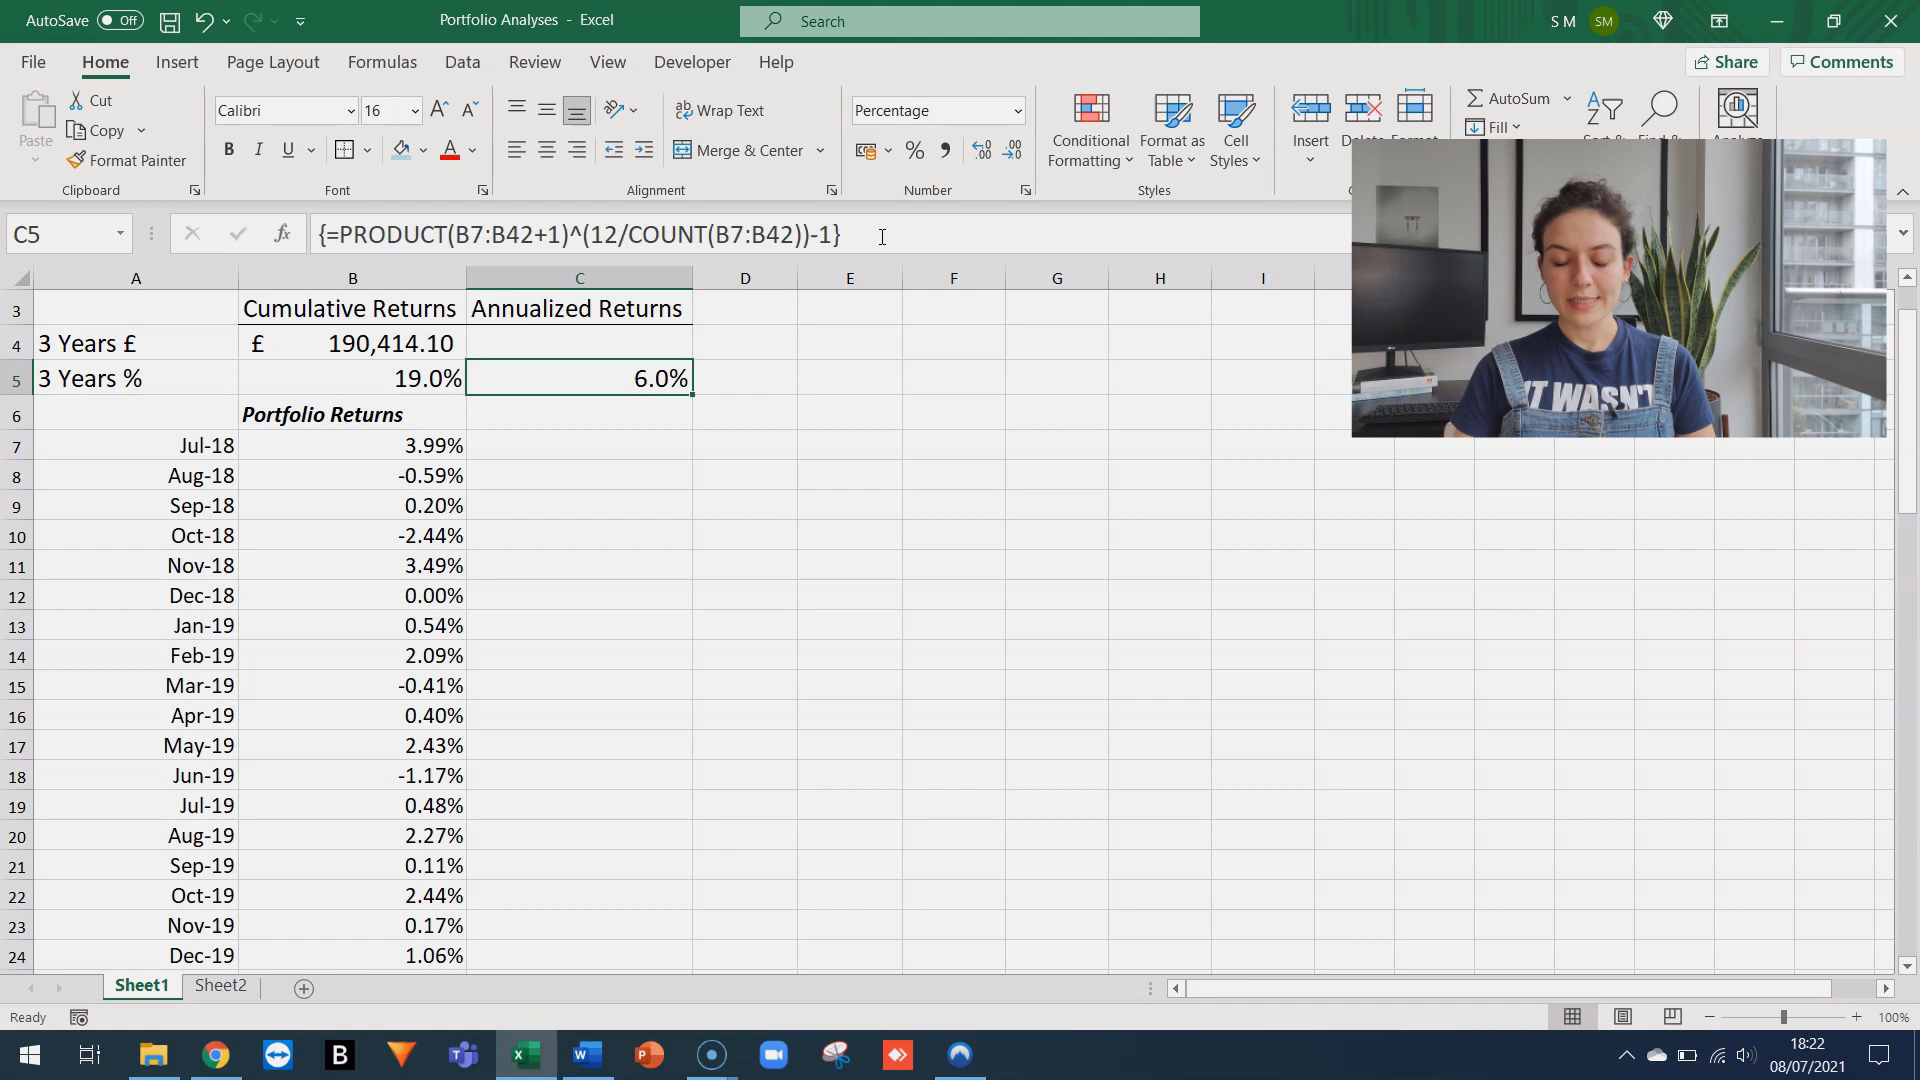 AutoSave Off
Portfolio Analyses - Excel
Search
S M SM
File Home Insert Page Layout Formulas Data Review View Developer Help
Share Comments
Paste
Cut
Copy
Format Painter
Clipboard
Calibri 16
B I U
Font
Wrap Text
Merge & Center
Alignment
Percentage
Number
Conditional Formatting
Format as Table
Cell Styles
Styles
Insert Delete Format
AutoSum
Fill
C5 fx {=PRODUCT(B7:B42+1)^(12/COUNT(B7:B42))-1}
A B C D E F G H I
3 Cumulative Returns Annualized Returns
4 3 Years £ £ 190,414.10
5 3 Years % 19.0% 6.0%
6 Portfolio Returns
7 Jul-18 3.99%
8 Aug-18 -0.59%
9 Sep-18 0.20%
10 Oct-18 -2.44%
11 Nov-18 3.49%
12 Dec-18 0.00%
13 Jan-19 0.54%
14 Feb-19 2.09%
15 Mar-19 -0.41%
16 Apr-19 0.40%
17 May-19 2.43%
18 Jun-19 -1.17%
19 Jul-19 0.48%
20 Aug-19 2.27%
21 Sep-19 0.11%
22 Oct-19 2.44%
23 Nov-19 0.17%
24 Dec-19 1.06%
IT WASN'T
Sheet1 Sheet2
Ready
100%
18:22
08/07/2021